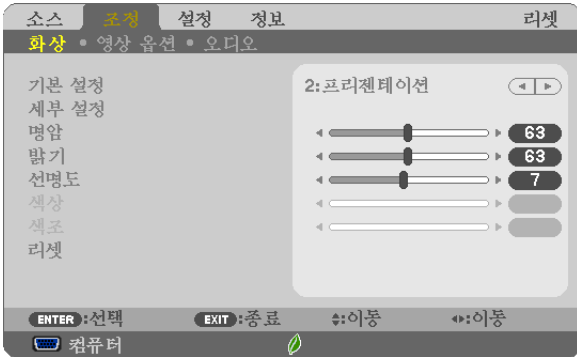 소스 조정 설정 정보 리셋
화상 • 영상 옵션 • 오디오
기본 설정 2:프리젠테이션
세부 설정
명암 63
밝기 63
선명도 7
색상
색조
리셋
ENTER:선택 EXIT:종료 :이동 :이동
컴퓨터